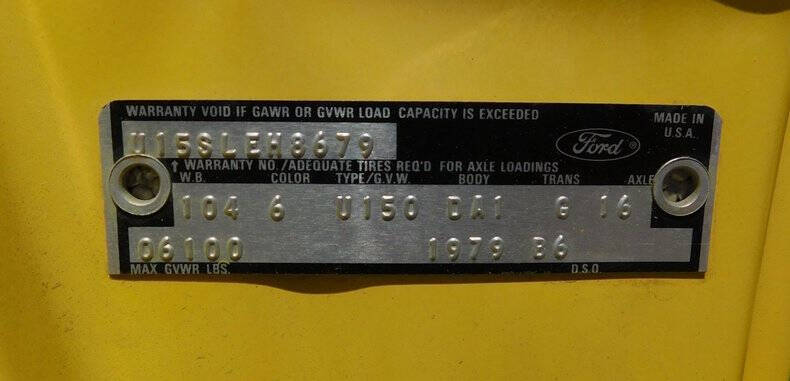 WARRANTY VOID IF GAWR OR GVWR LOAD CAPACITY IS EXCEEDED
MADE IN
U.S.A.
U15SLEH8679
Ford ®
↑ WARRANTY NO./ADEQUATE TIRES REQ'D FOR AXLE LOADINGS
W.B. COLOR TYPE/G.V.W. BODY TRANS AXLE
104 6 U150 DA1 G 16
06100 1979 B6
MAX GVWR LBS. D.S.O.